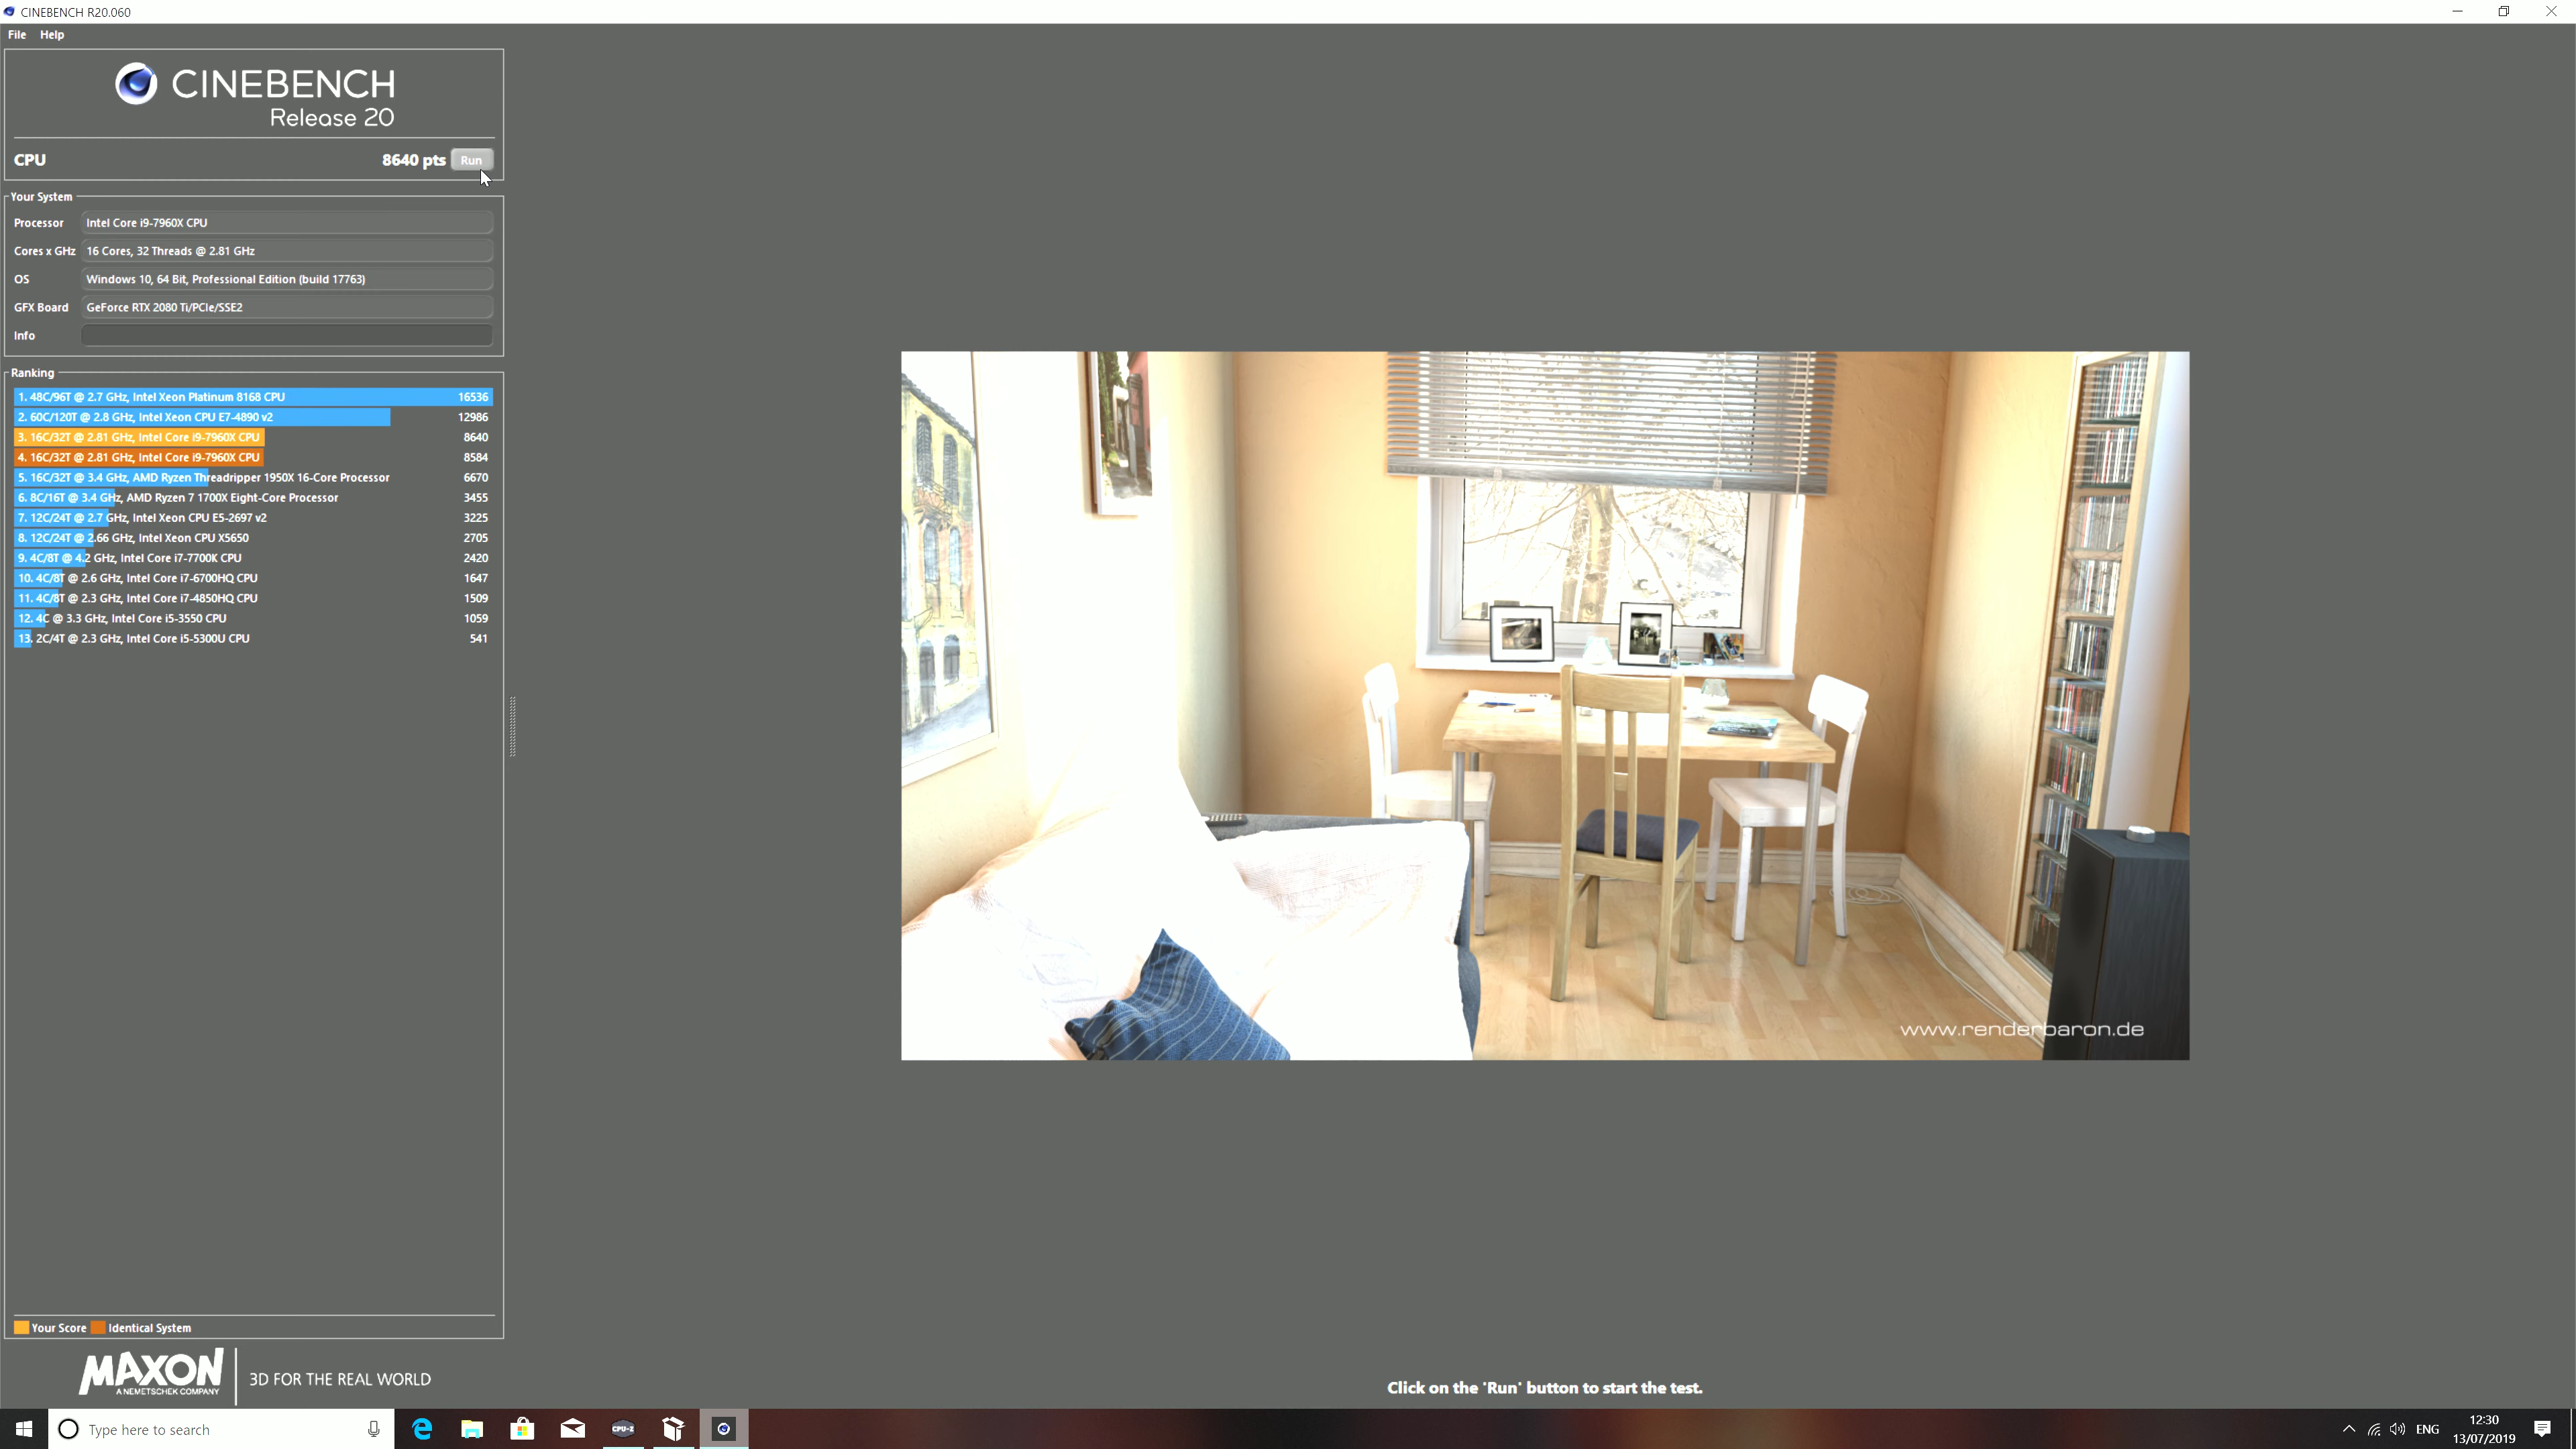 CINEBENCH R20.060
File Help
CINEBENCH
Release 20
CPU 8640 pts Run
Your System
Processor Intel Core i9-7960X CPU
Cores x GHz 16 Cores, 32 Threads @ 2.81 GHz
OS Windows 10, 64 Bit, Professional Edition (build 17763)
GFX Board GeForce RTX 2080 Ti/PCIe/SSE2
Info
Ranking
1. 48C/96T @ 2.7 GHz, Intel Xeon Platinum 8168 CPU 16536
2. 60C/120T @ 2.8 GHz, Intel Xeon CPU E7-4890 v2 12986
3. 16C/32T @ 2.81 GHz, Intel Core i9-7960X CPU 8640
4. 16C/32T @ 2.81 GHz, Intel Core i9-7960X CPU 8584
5. 16C/32T @ 3.4 GHz, AMD Ryzen Threadripper 1950X 16-Core Processor 6670
6. 8C/16T @ 3.4 GHz, AMD Ryzen 7 1700X Eight-Core Processor 3455
7. 12C/24T @ 2.7 GHz, Intel Xeon CPU E5-2697 v2 3225
8. 12C/24T @ 2.66 GHz, Intel Xeon CPU X5650 2705
9. 4C/8T @ 4.2 GHz, Intel Core i7-7700K CPU 2420
10. 4C/8T @ 2.6 GHz, Intel Core i7-6700HQ CPU 1647
11. 4C/8T @ 2.3 GHz, Intel Core i7-4850HQ CPU 1509
12. 4C @ 3.3 GHz, Intel Core i5-3550 CPU 1059
13. 2C/4T @ 2.3 GHz, Intel Core i5-5300U CPU 541
www.renderbaron.de
Your Score Identical System
MAXON
A NEMETSCHEK COMPANY
3D FOR THE REAL WORLD
Click on the 'Run' button to start the test.
Type here to search
CPU-Z
ENG
12:30
13/07/2019